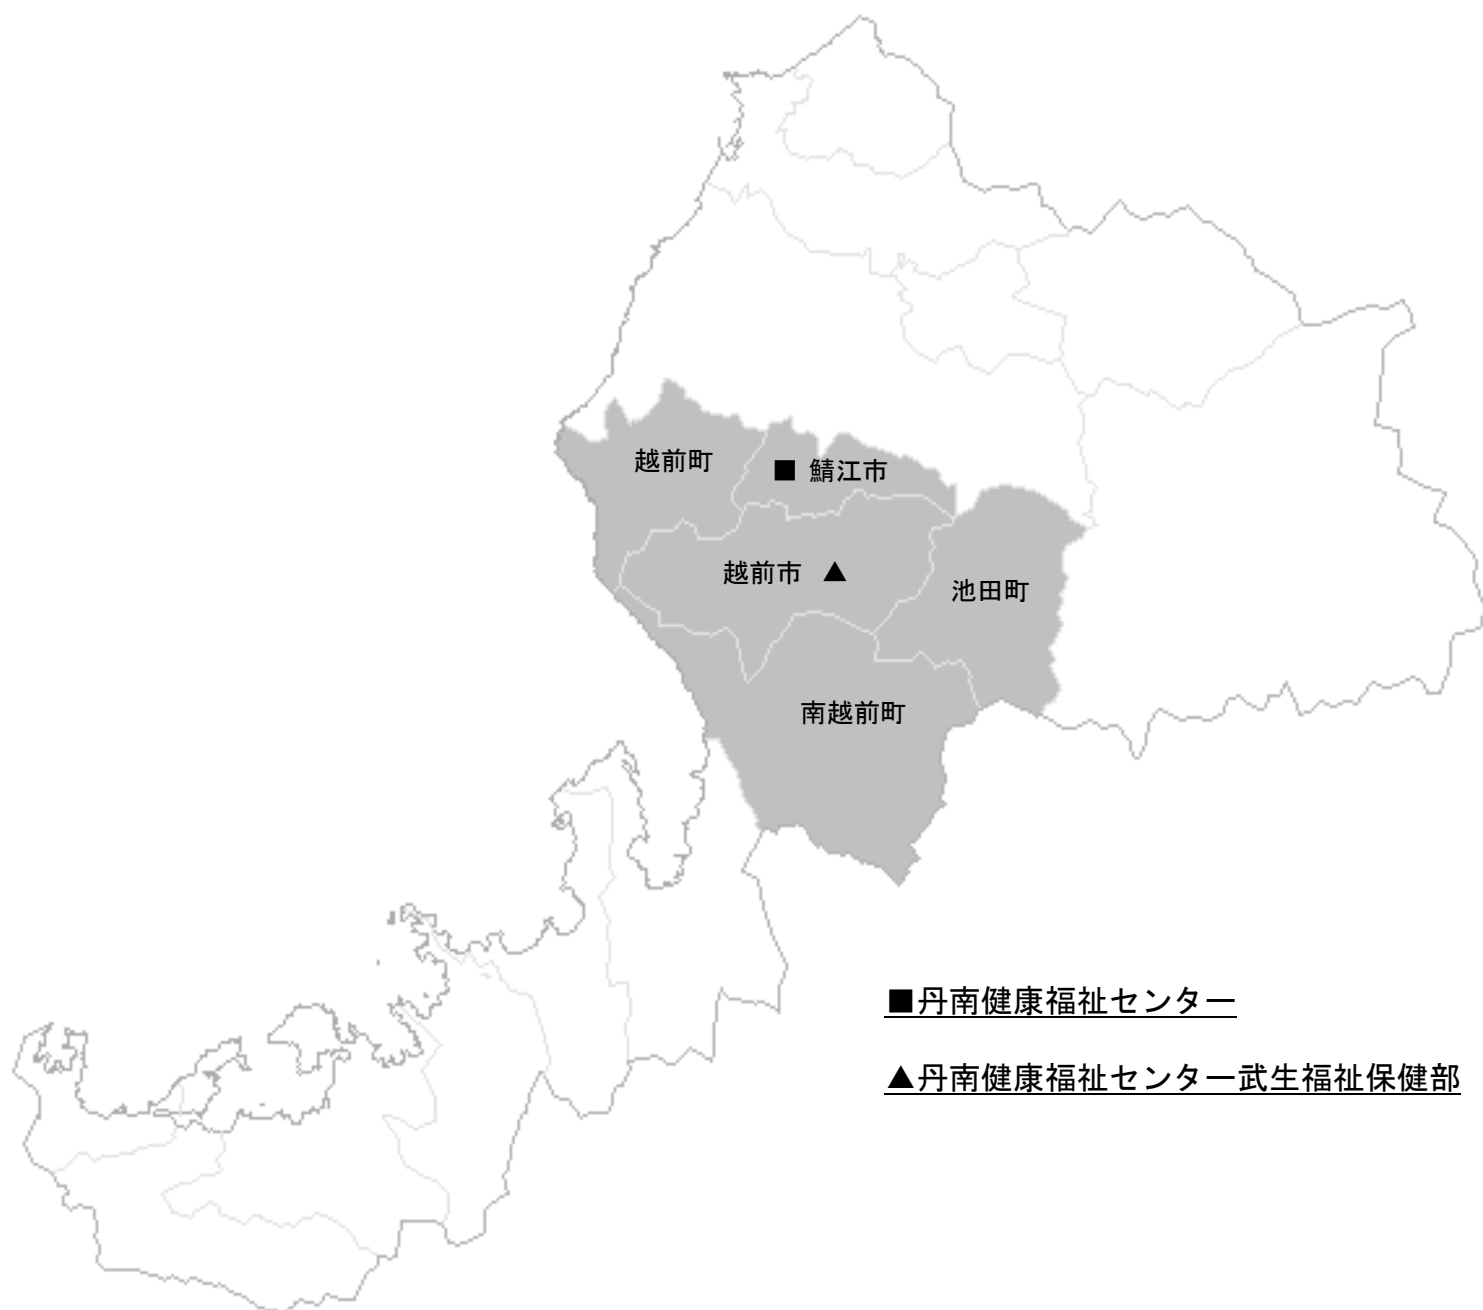 越前町
■ 鯖江市
越前市 ▲
池田町
南越前町
■丹南健康福祉センター
▲丹南健康福祉センター武生福祉保健部